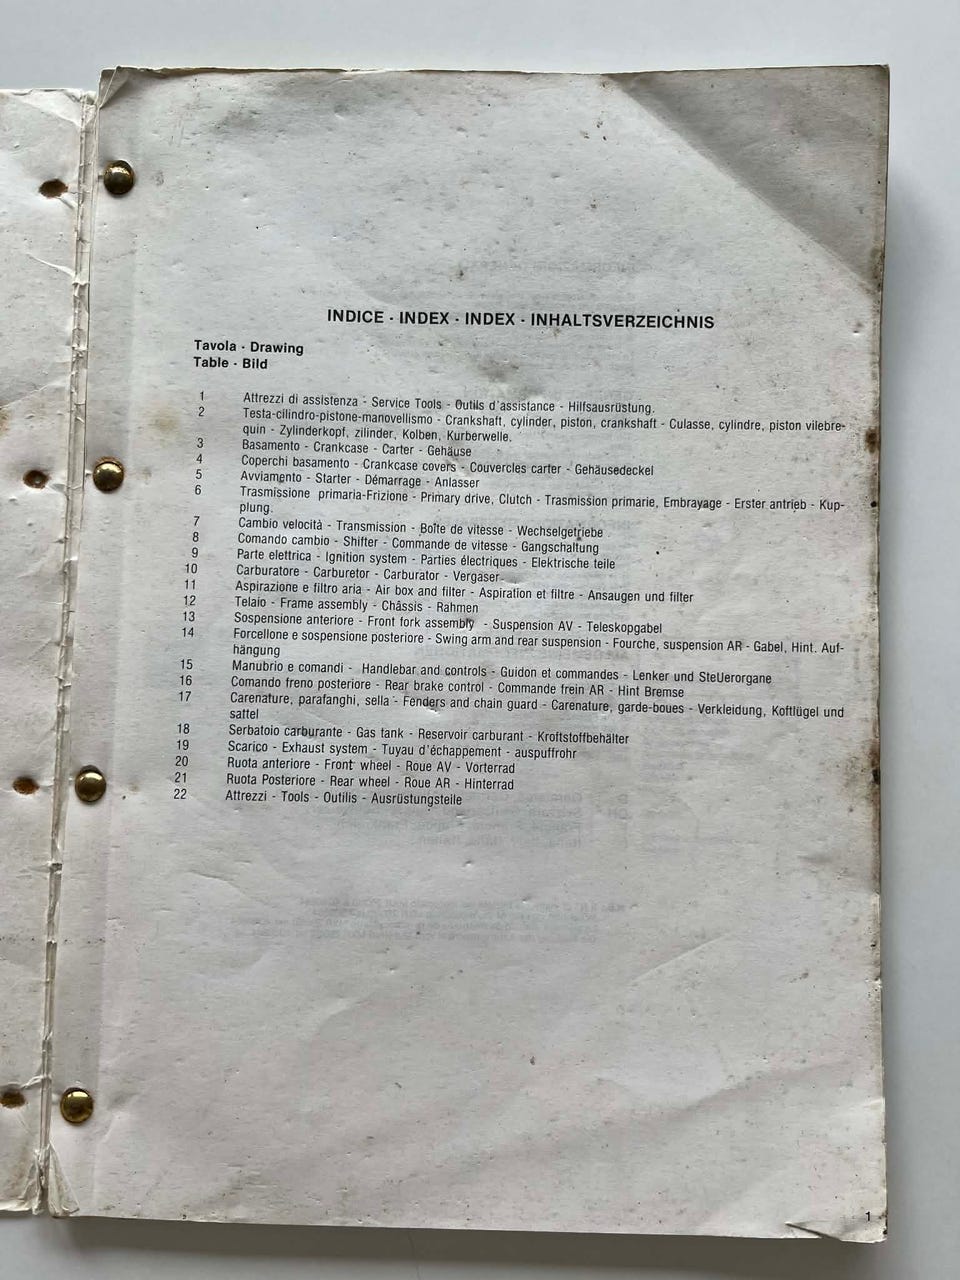 INDICE - INDEX - INDEX - INHALTSVERZEICHNIS
Tavola - Drawing
Table - Bild
1 Attrezzi di assistenza - Service Tools - Outils d'assistance - Hilfsausrüstung.
2 Testa-cilindro-pistone-manovellismo - Crankshaft, cylinder, piston, crankshaft - Culasse, cylindre, piston vilebre-
quin - Zylinderkopf, zilinder, Kolben, Kurberwelle.
3 Basamento - Crankcase - Carter - Gehäuse
4 Coperchi basamento - Crankcase covers - Couvercles carter - Gehäusedeckel
5 Avviamento - Starter - Démarrage - Anlasser
6 Trasmissione primaria-Frizione - Primary drive, Clutch - Trasmission primarie, Embrayage - Erster antrieb - Kup-
plung.
7 Cambio velocità - Transmission - Boîte de vitesse - Wechselgetriebe
8 Comando cambio - Shifter - Commande de vitesse - Gangschaltung
9 Parte elettrica - Ignition system - Parties électriques - Elektrische teile
10 Carburatore - Carburetor - Carburator - Vergaser
11 Aspirazione e filtro aria - Air box and filter - Aspiration et filtre - Ansaugen und filter
12 Telaio - Frame assembly - Châssis - Rahmen
13 Sospensione anteriore - Front fork assembly - Suspension AV - Teleskopgabel
14 Forcellone e sospensione posteriore - Swing arm and rear suspension - Fourche, suspension AR - Gabel, Hint. Auf-
hängung
15 Manubrio e comandi - Handlebar and controls - Guidon et commandes - Lenker und SteUerorgane
16 Comando freno posteriore - Rear brake control - Commande frein AR - Hint Bremse
17 Carenature, parafanghi, sella - Fenders and chain guard - Carenature, garde-boues - Verkleidung, Koftlügel und
sattel
18 Serbatoio carburante - Gas tank - Reservoir carburant - Kroftstoffbehälter
19 Scarico - Exhaust system - Tuyau d'échappement - auspuffrohr
20 Ruota anteriore - Front wheel - Roue AV - Vorterrad
21 Ruota Posteriore - Rear wheel - Roue AR - Hinterrad
22 Attrezzi - Tools - Outilis - Ausrüstungsteile
1